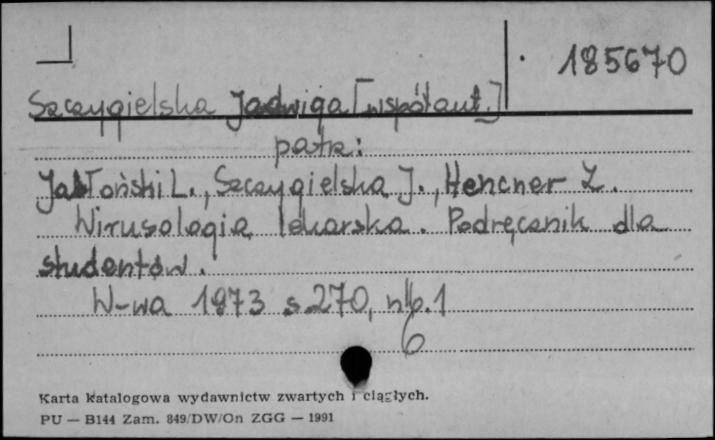 185670
Szczygielska Jadwiga [współaut.]
patrz:
Jabłoński L., Szczygielska J., Hencner Z.
Wirusologia lekarska. Podręcznik dla
studentów.
W-wa 1973 s.270, nlb.1
6
Karta katalogowa wydawnictw zwartych i ciągłych.
PU — B144 Zam. 849/DW/On ZGG — 1991